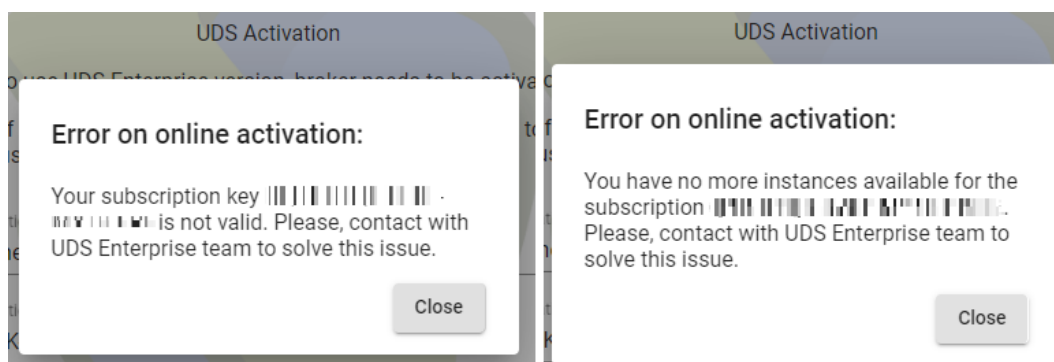 UDS Activation
Error on online activation:
Your subscription key
is not valid. Please, contact with
UDS Enterprise team to solve this issue.
Close
UDS Activation
Error on online activation:
You have no more instances available for the
subscription
Please, contact with UDS Enterprise team to
solve this issue.
Close